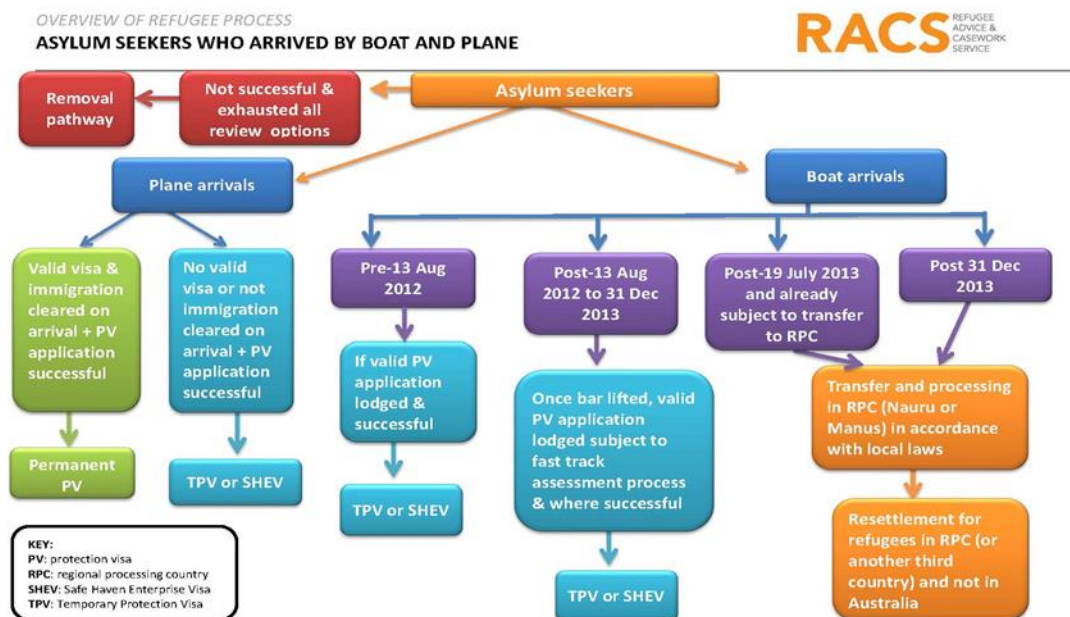 OVERVIEW OF REFUGEE PROCESS
ASYLUM SEEKERS WHO ARRIVED BY BOAT AND PLANE
RACS
REFUGEE
ADVICE &
CASEWORK
SERVICE
Removal
pathway
Not successful &
exhausted all
review options
Asylum seekers
Plane arrivals
Boat arrivals
Valid visa &
immigration
cleared on
arrival + PV
application
successful
No valid
visa or not
immigration
cleared on
arrival + PV
application
successful
Pre-13 Aug
2012
Post-13 Aug
2012 to 31 Dec
2013
Post-19 July 2013
and already
subject to transfer
to RPC
Post 31 Dec
2013
If valid PV
application
lodged &
successful
Once bar lifted, valid
PV application
lodged subject to
fast track
assessment process
& where successful
Transfer and processing
in RPC (Nauru or
Manus) in accordance
with local laws
Permanent
PV
TPV or SHEV
TPV or SHEV
TPV or SHEV
Resettlement for
refugees in RPC (or
another third
country) and not in
Australia
KEY:
PV: protection visa
RPC: regional processing country
SHEV: Safe Haven Enterprise Visa
TPV: Temporary Protection Visa